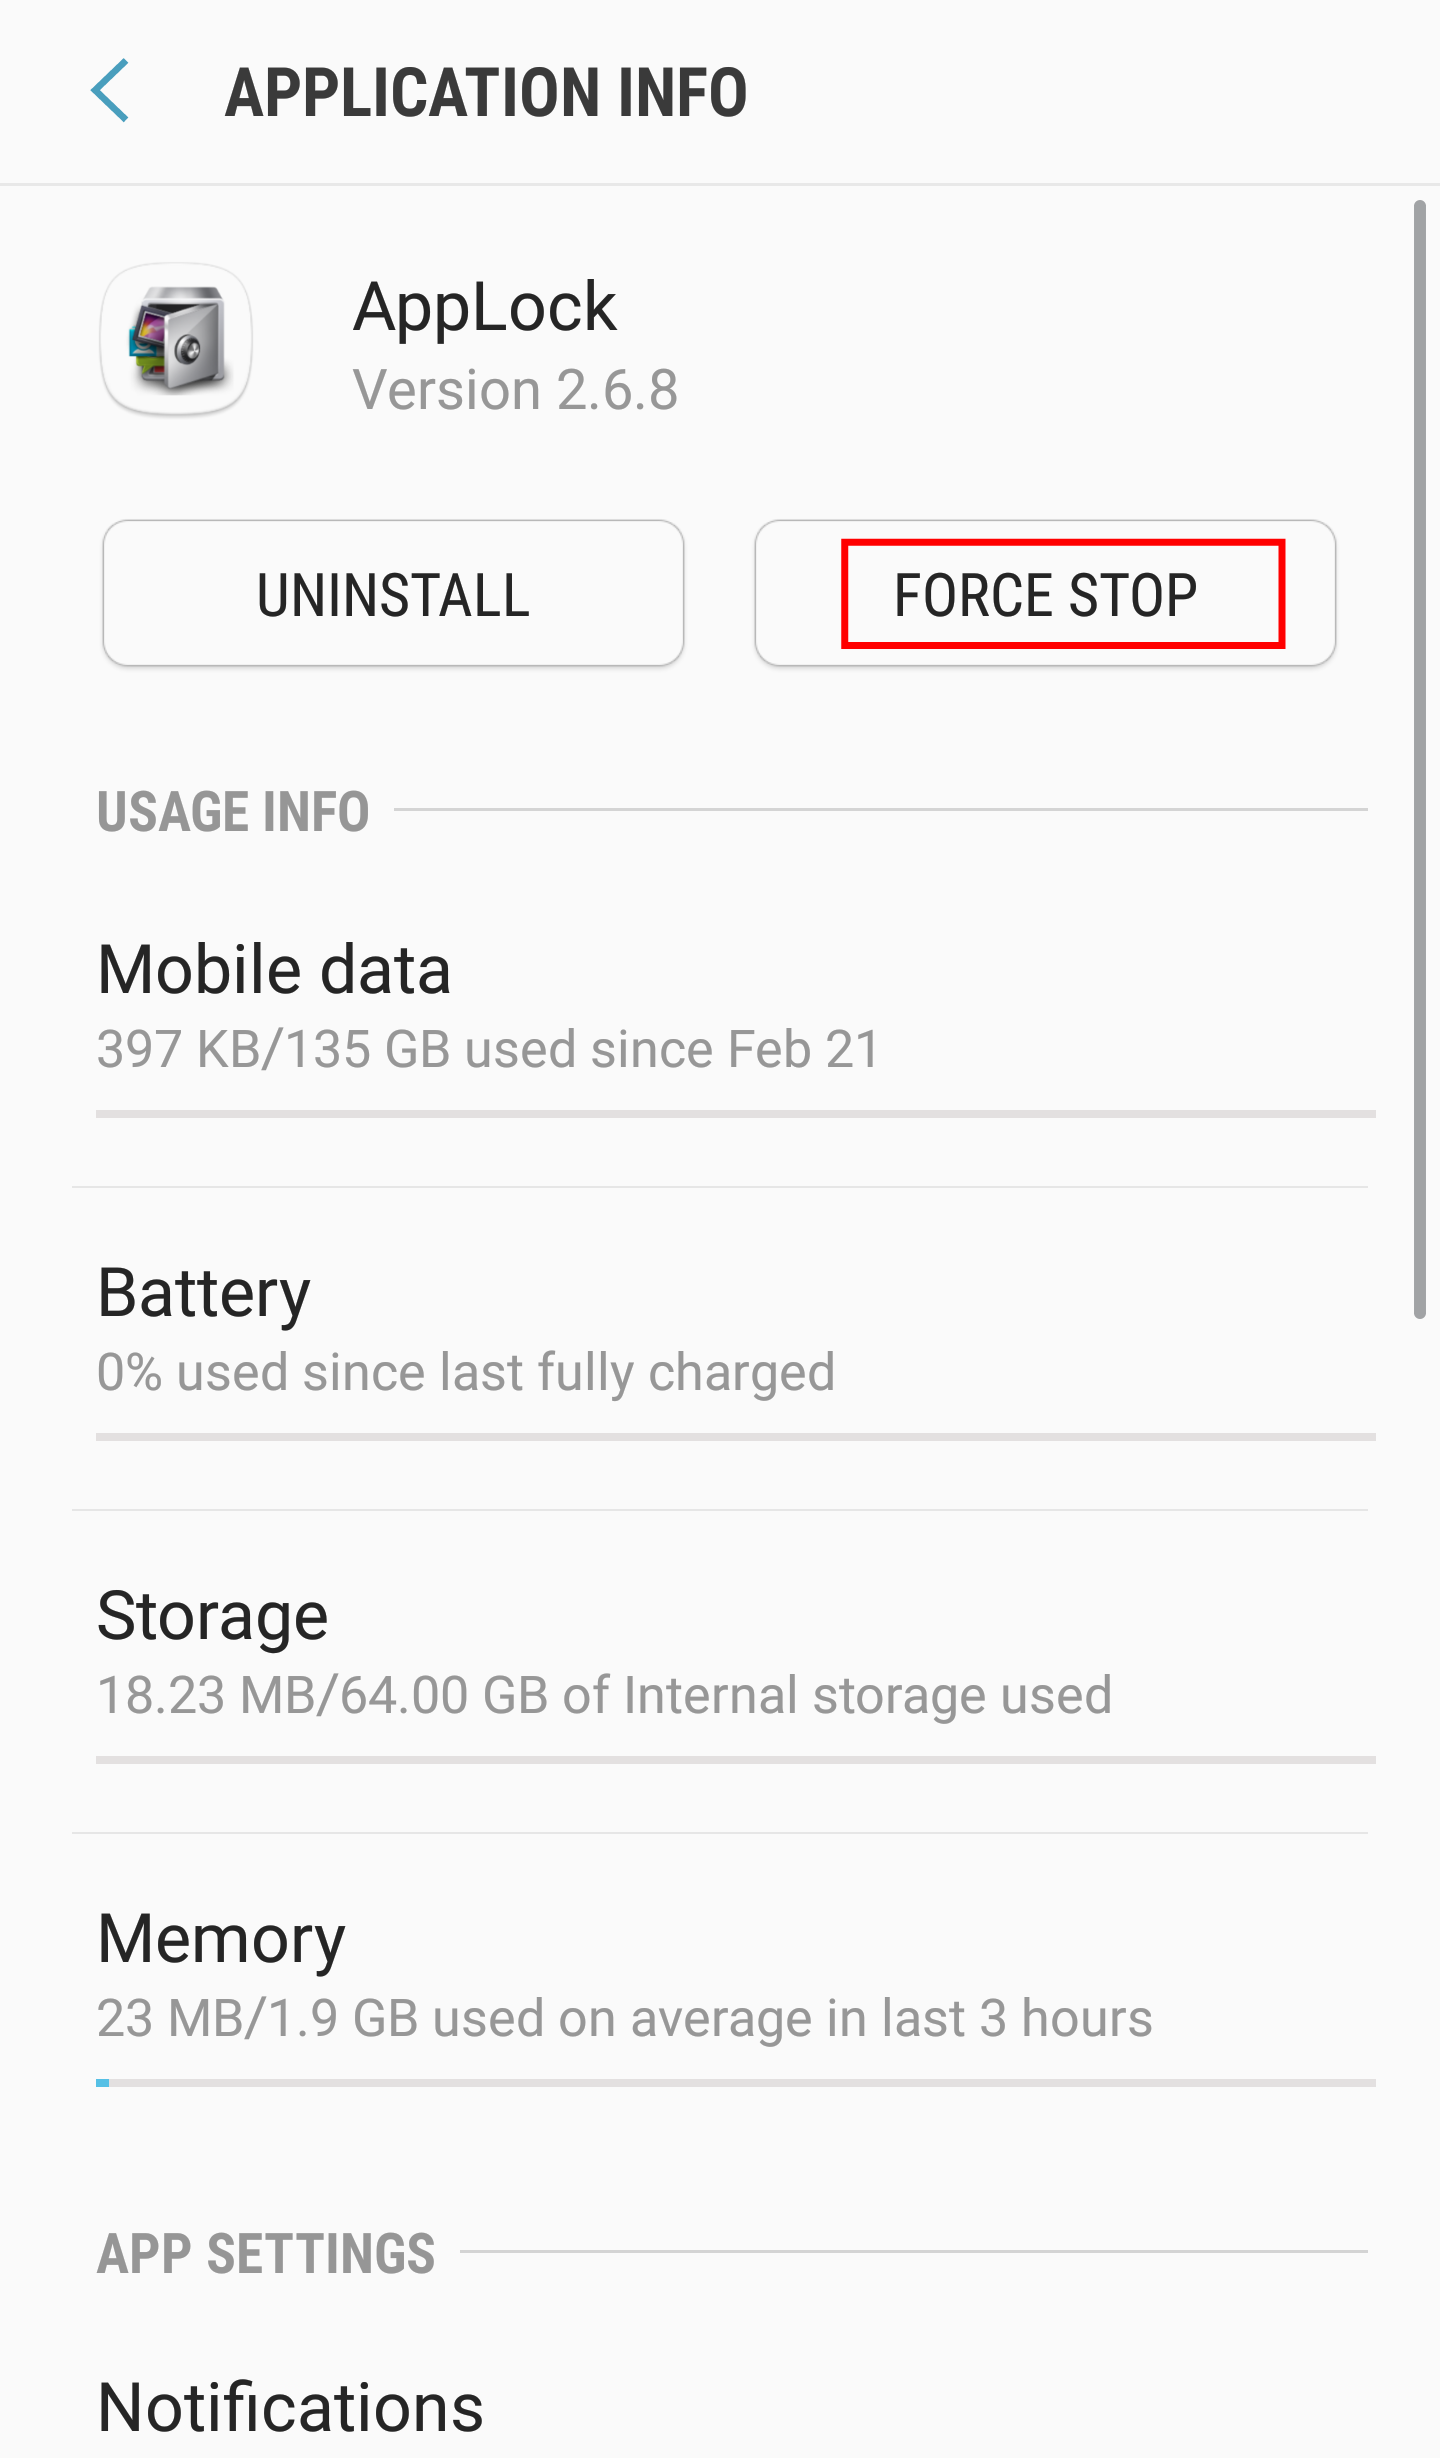 APPLICATION INFO
AppLock
Version 2.6.8
UNINSTALL
FORCE STOP
USAGE INFO
Mobile data
397 KB/135 GB used since Feb 21
Battery
0% used since last fully charged
Storage
18.23 MB/64.00 GB of Internal storage used
Memory
23 MB/1.9 GB used on average in last 3 hours
APP SETTINGS
Notifications